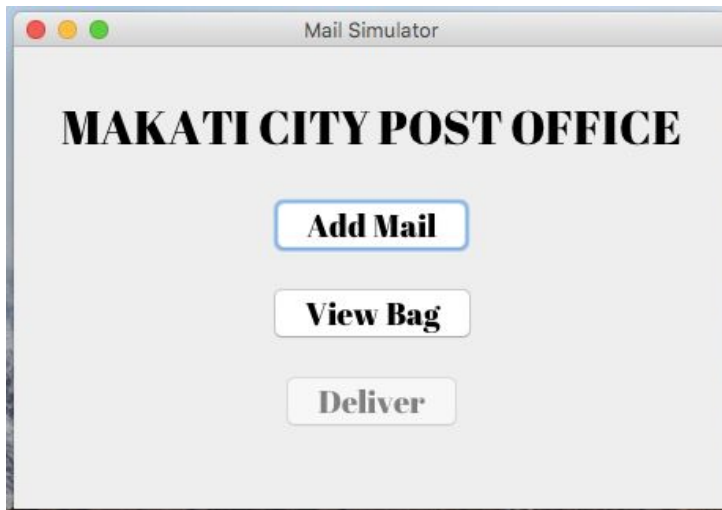 Mail Simulator
MAKATI CITY POST OFFICE
Add Mail
View Bag
Deliver